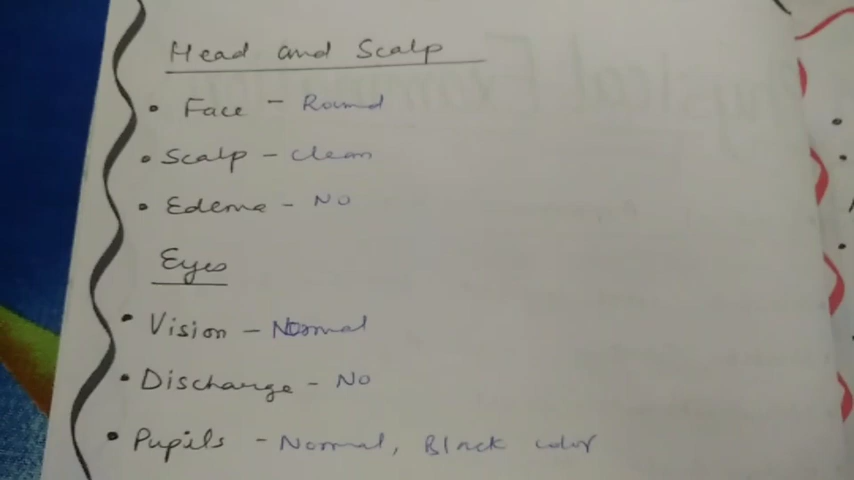 Head and Scalp
• Face - Round
• Scalp - Clean
• Edema - No
Eyes
• Vision - Normal
• Discharge - No
• Pupils - Normal, Black color